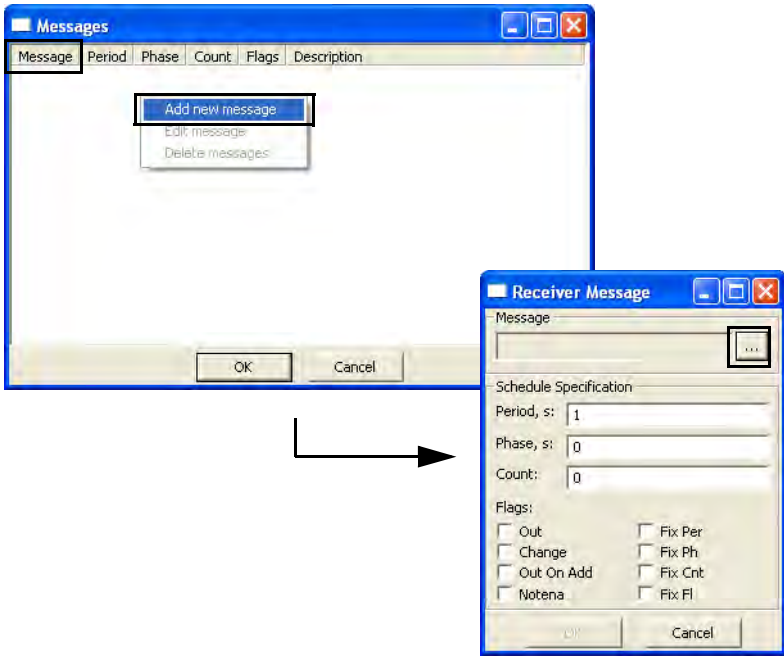 Messages
Message Period Phase Count Flags Description
Add new message
Edit message
Delete messages
OK Cancel
Receiver Message
Message
...
Schedule Specification
Period, s: 1
Phase, s: 0
Count: 0
Flags:
Out Fix Per
Change Fix Ph
Out On Add Fix Cnt
Notena Fix Fl
OK Cancel